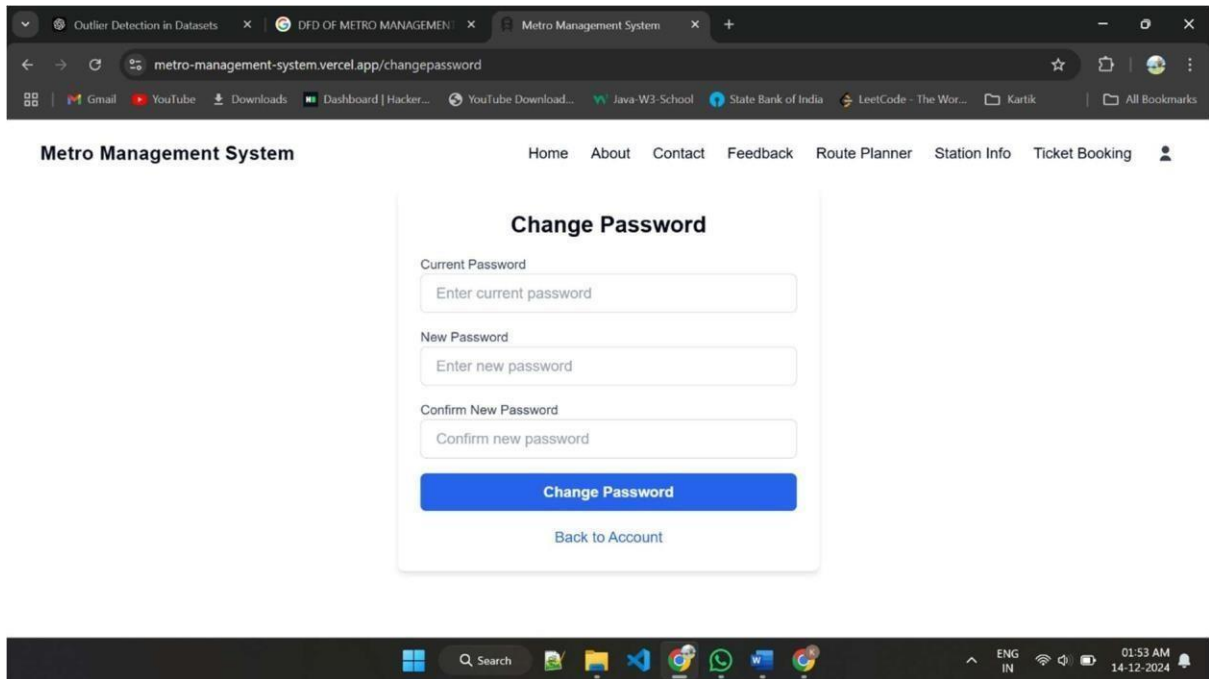 Outlier Detection in Datasets DFD OF METRO MANAGEMENT Metro Management System
metro-management-system.vercel.app/changepassword
Gmail YouTube Downloads Dashboard | Hacker... YouTube Download... Java-W3-School State Bank of India LeetCode - The Wor... Kartik All Bookmarks
Metro Management System Home About Contact Feedback Route Planner Station Info Ticket Booking
Change Password
Current Password
Enter current password
New Password
Enter new password
Confirm New Password
Confirm new password
Change Password
Back to Account
Search ENG 01:53 AM
IN 14-12-2024